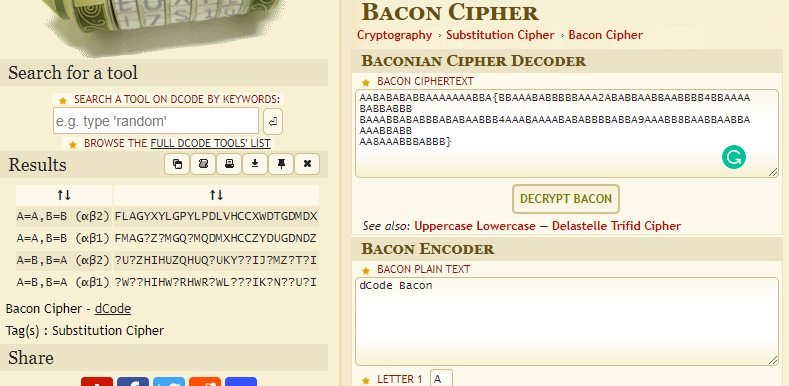 BACON CIPHER
Cryptography › Substitution Cipher › Bacon Cipher
BACONIAN CIPHER DECODER
BACON CIPHERTEXT
AABABABABBAAAAAAABBA{BBAAABABBBBBAAA2ABABBAABBAABBBB4BBAAAA
BABBABBB
BAAABBABABBBABABAABBB4AAABAAAABABABBBBABBA9AAABB8BAABBAABBA
AAABBABB
AA8AAABBBABBB}
DECRYPT BACON
See also: Uppercase Lowercase — Delastelle Trifid Cipher
BACON ENCODER
BACON PLAIN TEXT
dCode Bacon
LETTER 1 A
Search for a tool
SEARCH A TOOL ON DCODE BY KEYWORDS:
e.g. type 'random'
BROWSE THE FULL DCODE TOOLS' LIST
Results
A=A,B=B (αβ2) FLAGYXYLGPYLPDLVHCCXWDTGDMDX
A=A,B=B (αβ1) FMAG?Z?MGQ?MQDMXHCCZYDUGDNDZ
A=B,B=A (αβ2) ?U?ZHIHUZQHUQ?UKY??IJ?MZ?T?I
A=B,B=A (αβ1) ?W??HIHW?RHWR?WL???IK?N??U?I
Bacon Cipher - dCode
Tag(s) : Substitution Cipher
Share